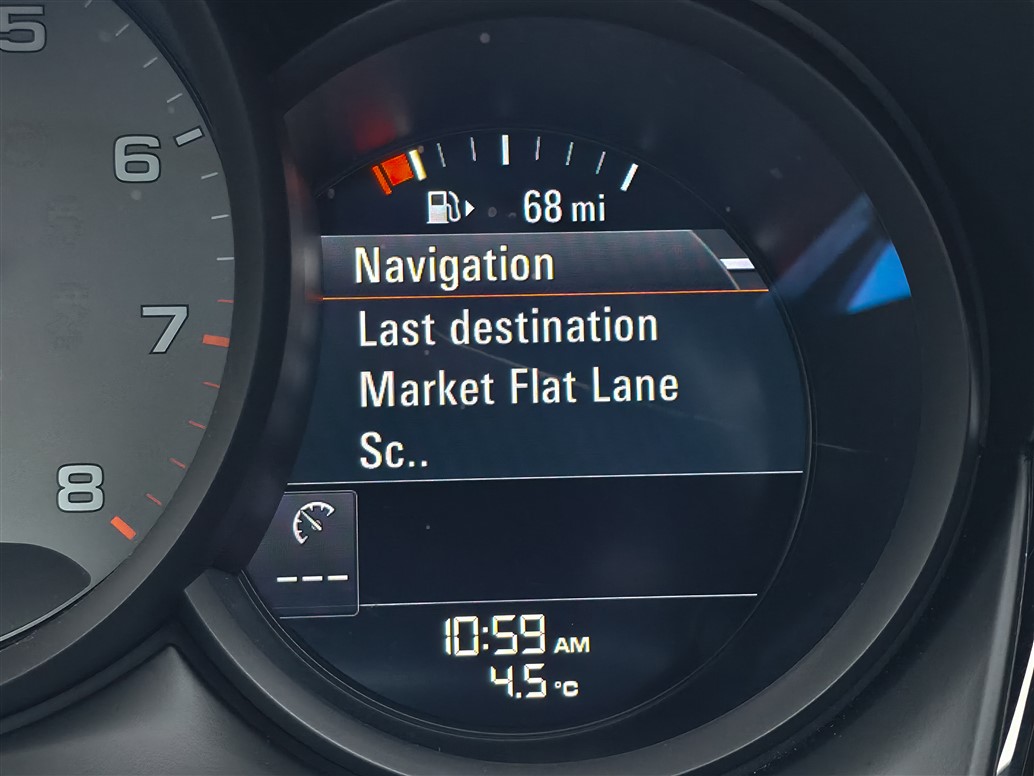 5
6
7
8
68 mi
Navigation
Last destination
Market Flat Lane
Sc..
---
10:59 AM
4.5 °C